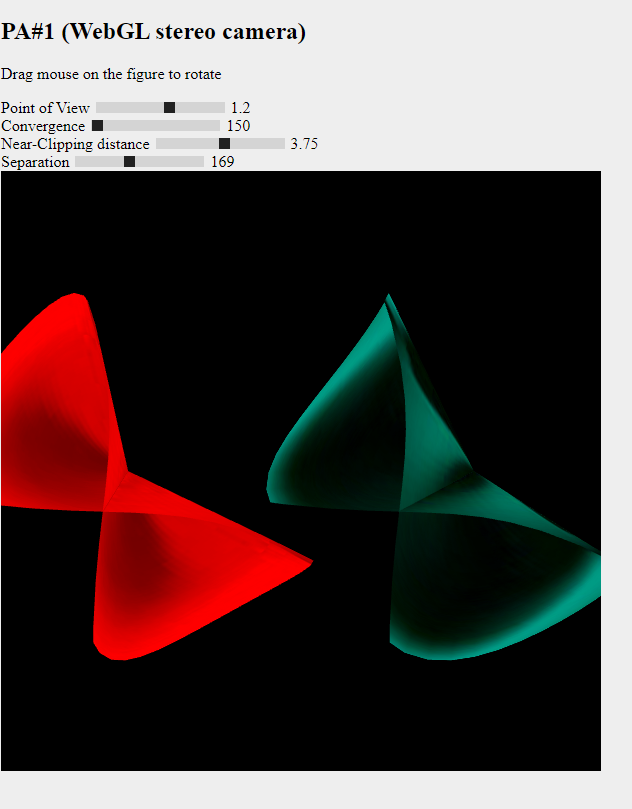 PA#1 (WebGL stereo camera)
Drag mouse on the figure to rotate
Point of View 1.2
Convergence 150
Near-Clipping distance 3.75
Separation 169